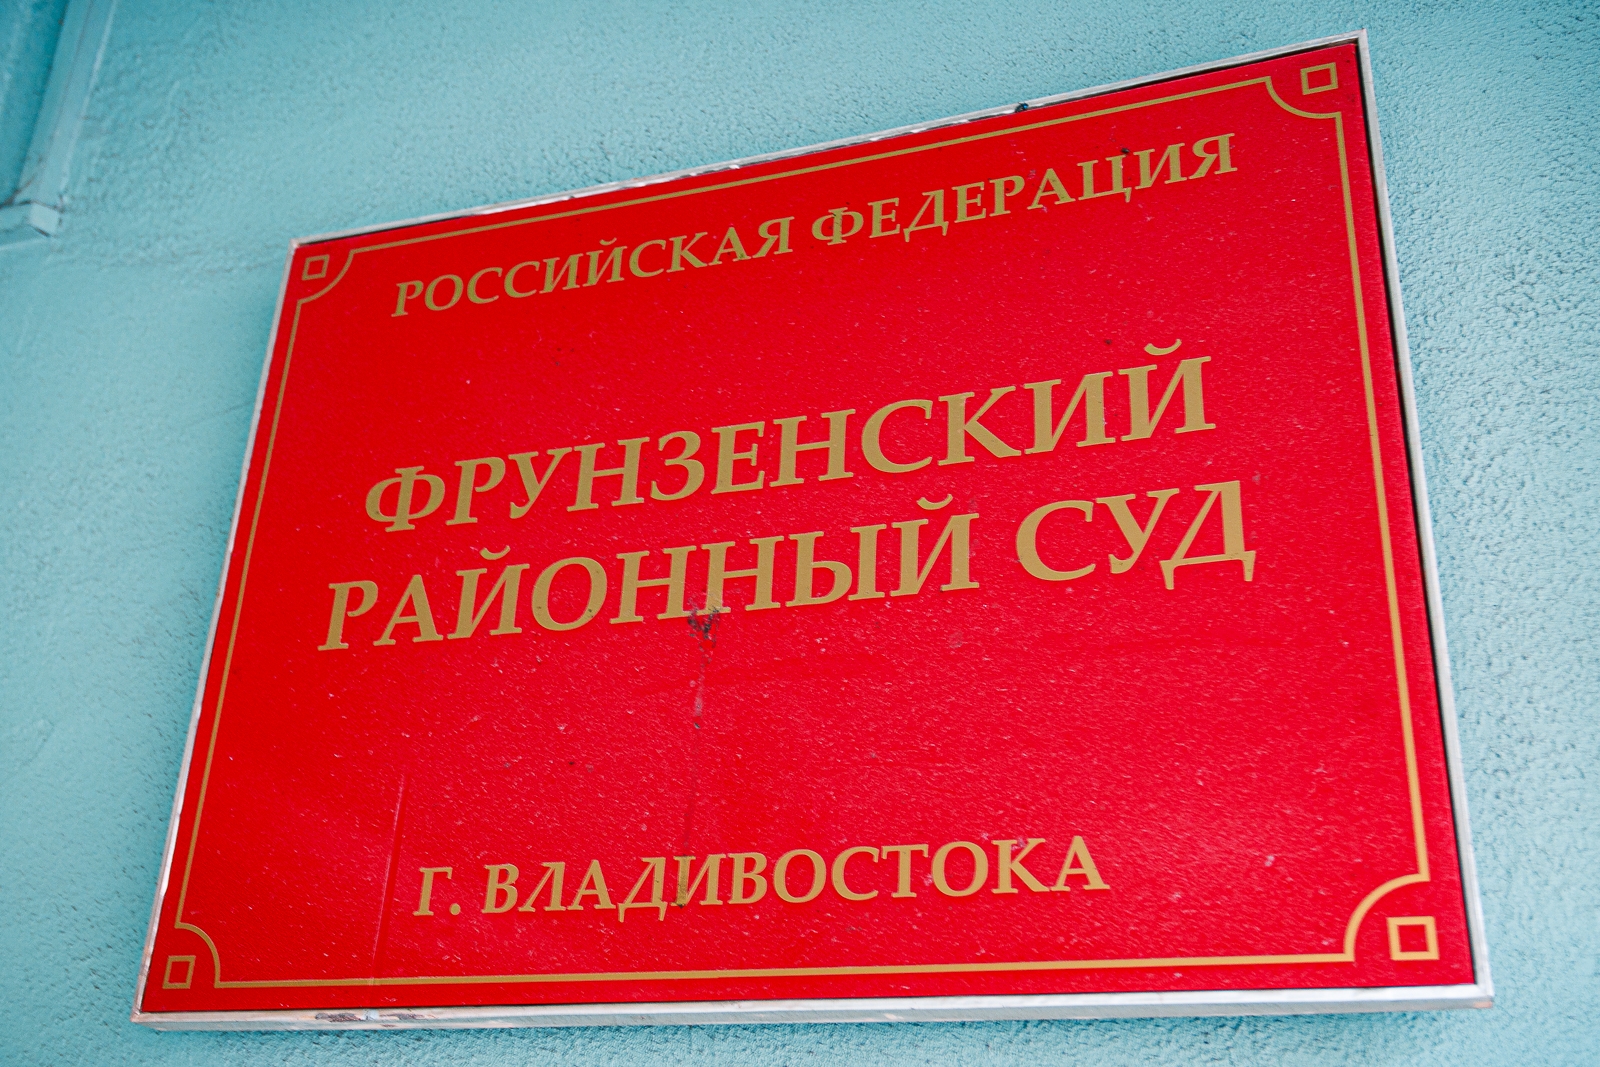 РОССИЙСКАЯ ФЕДЕРАЦИЯ
ФРУНЗЕНСКИЙ
РАЙОННЫЙ СУД
Г. ВЛАДИВОСТОКА